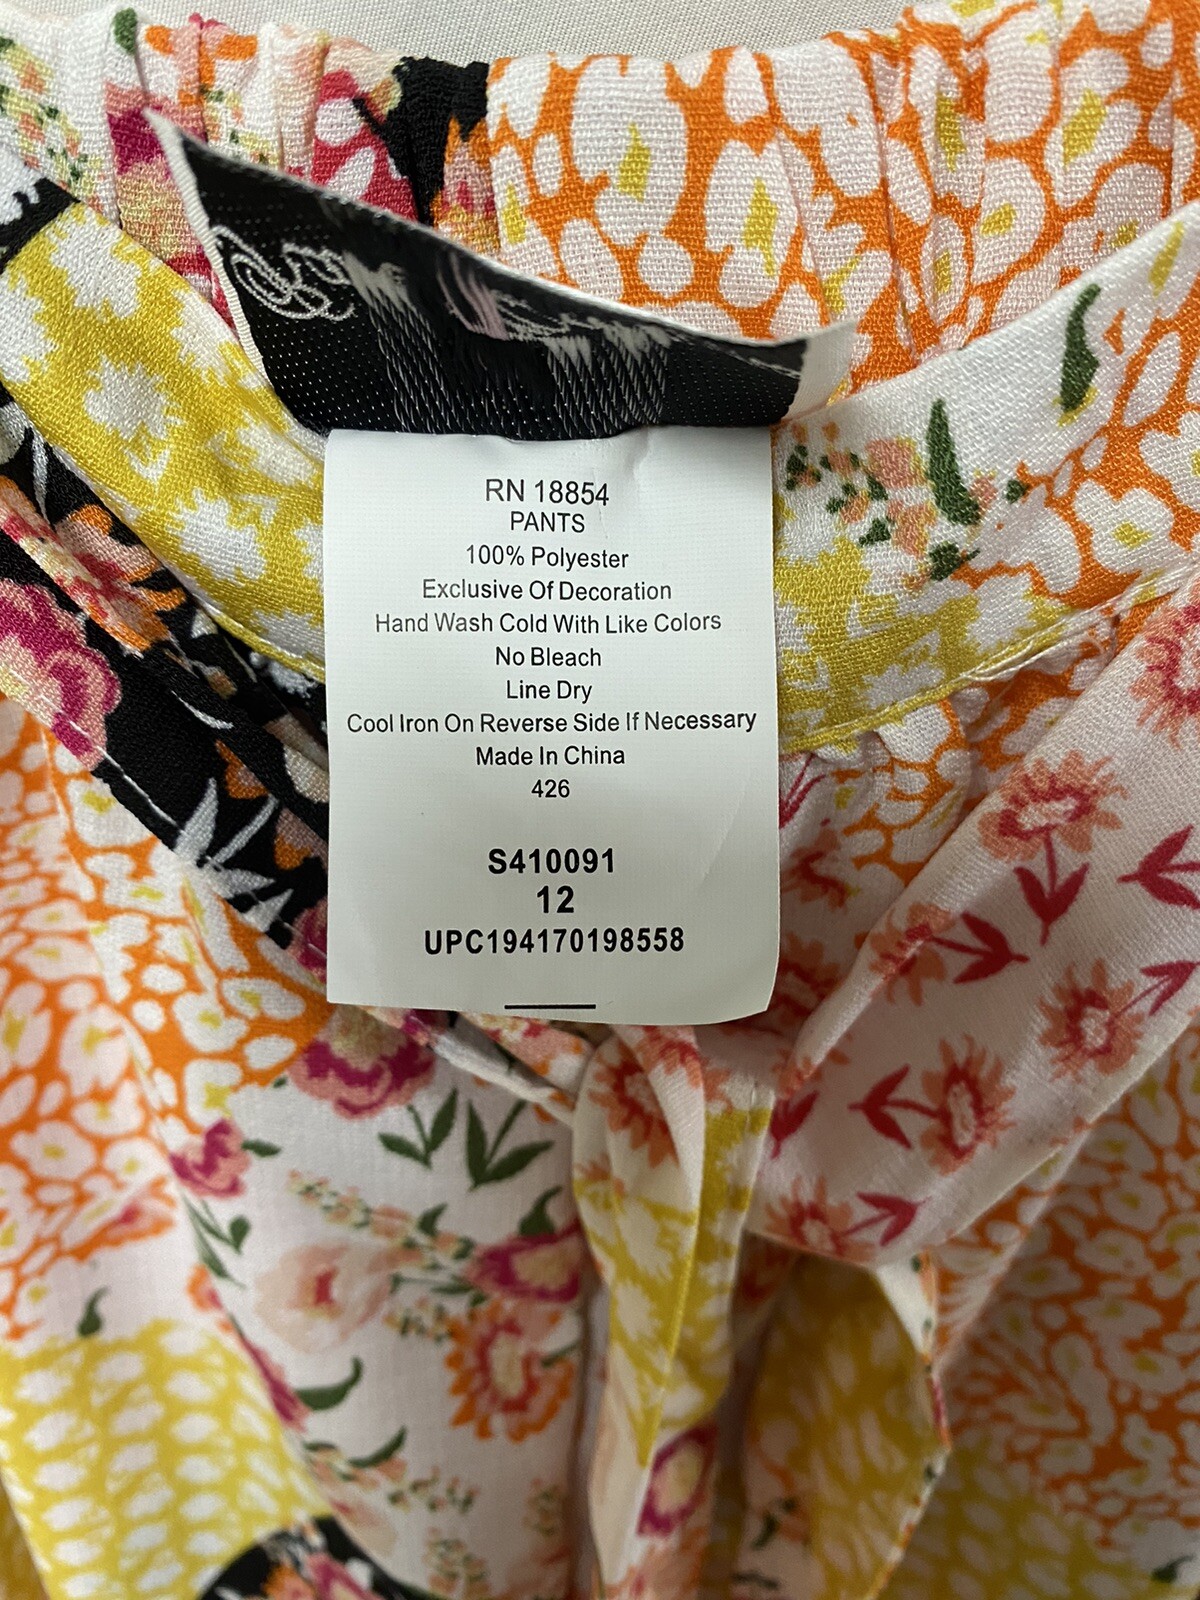 RN 18854
PANTS
100% Polyester
Exclusive Of Decoration
Hand Wash Cold With Like Colors
No Bleach
Line Dry
Cool Iron On Reverse Side If Necessary
Made In China
426
S410091
12
UPC194170198558